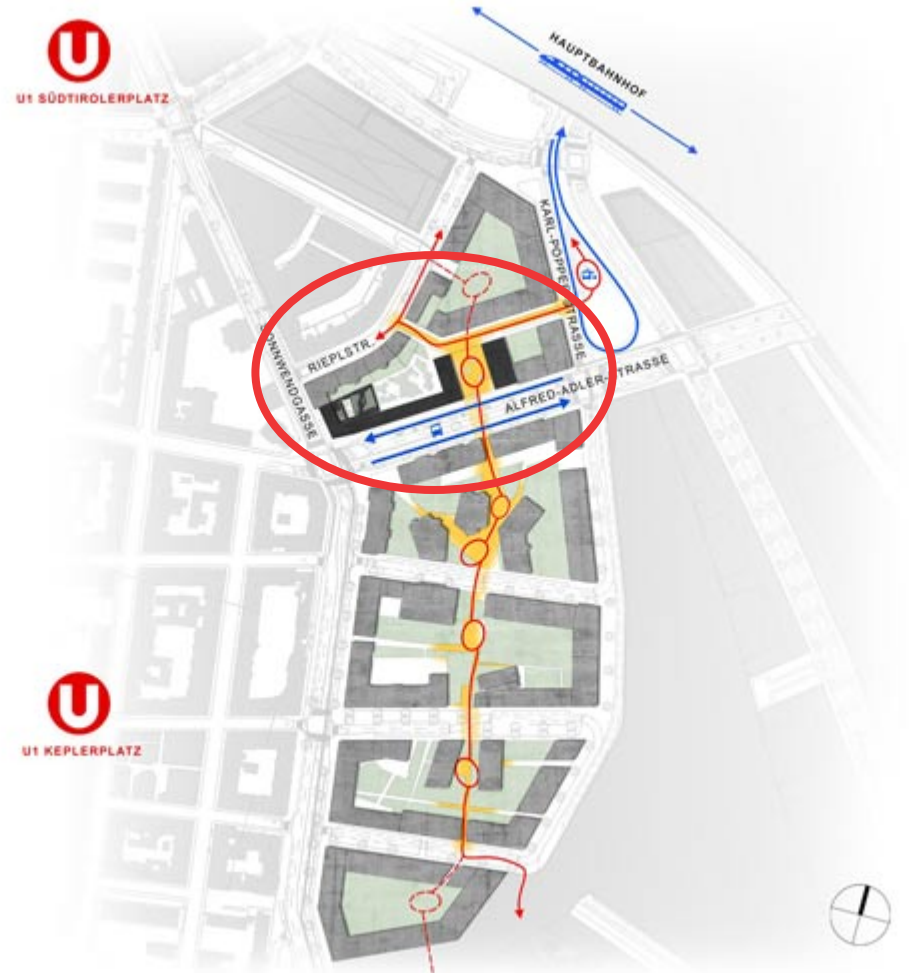 U
U1 SÜDTIROLERPLATZ
HAUPTBAHNHOF
KARL-POPPER-STRASSE
RIEPLSTR.
SONNWENDGASSE
ALFRED-ADLER-STRASSE
U
U1 KEPLERPLATZ